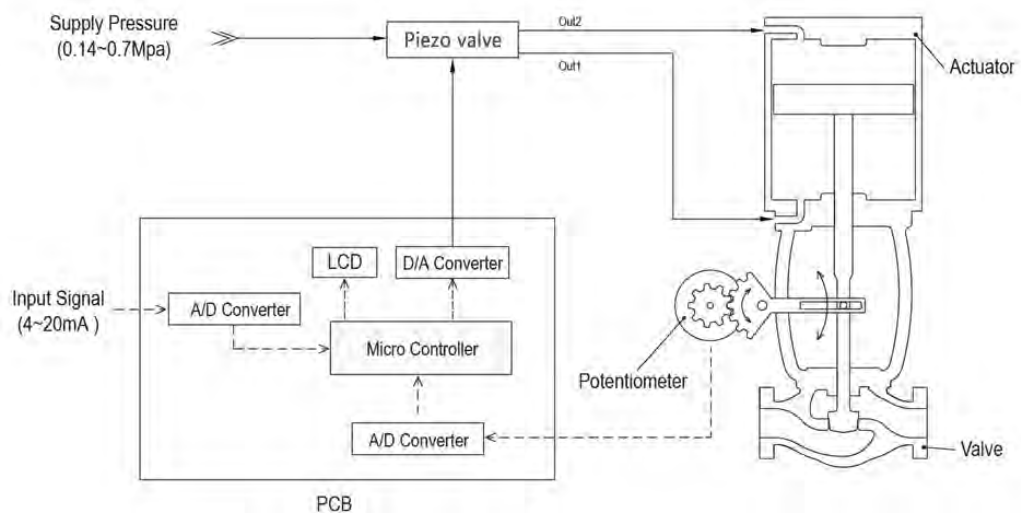 Supply Pressure
(0.14~0.7Mpa)
Piezo valve
Out2
Out1
Actuator
LCD
D/A Converter
Input Signal
(4~20mA )
A/D Converter
Micro Controller
Potentiometer
A/D Converter
Valve
PCB